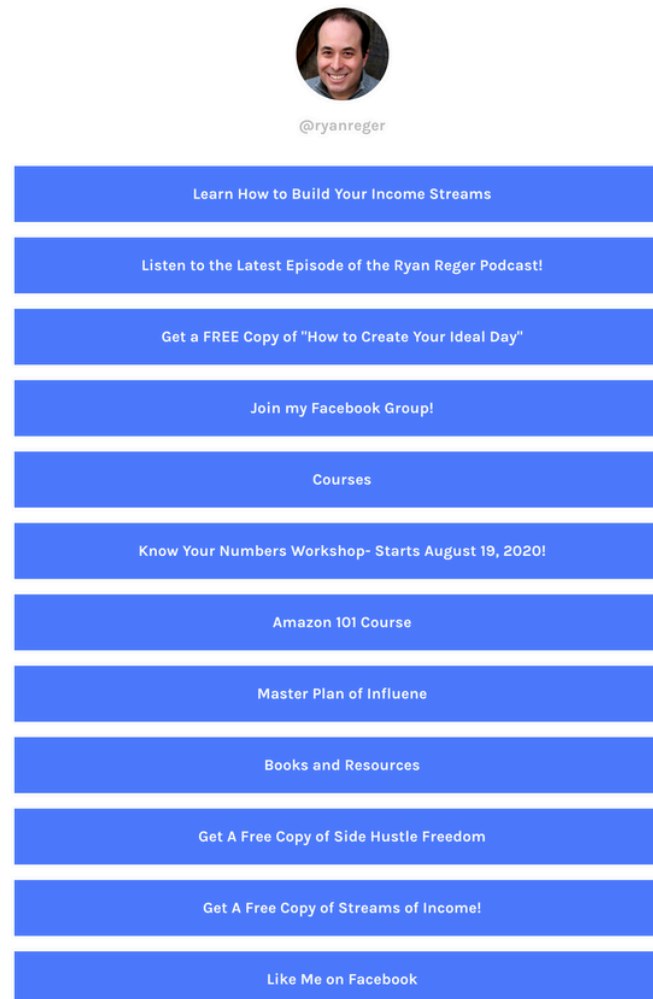 @ryanreger
Learn How to Build Your Income Streams
Listen to the Latest Episode of the Ryan Reger Podcast!
Get a FREE Copy of "How to Create Your Ideal Day"
Join my Facebook Group!
Courses
Know Your Numbers Workshop- Starts August 19, 2020!
Amazon 101 Course
Master Plan of Influene
Books and Resources
Get A Free Copy of Side Hustle Freedom
Get A Free Copy of Streams of Income!
Like Me on Facebook